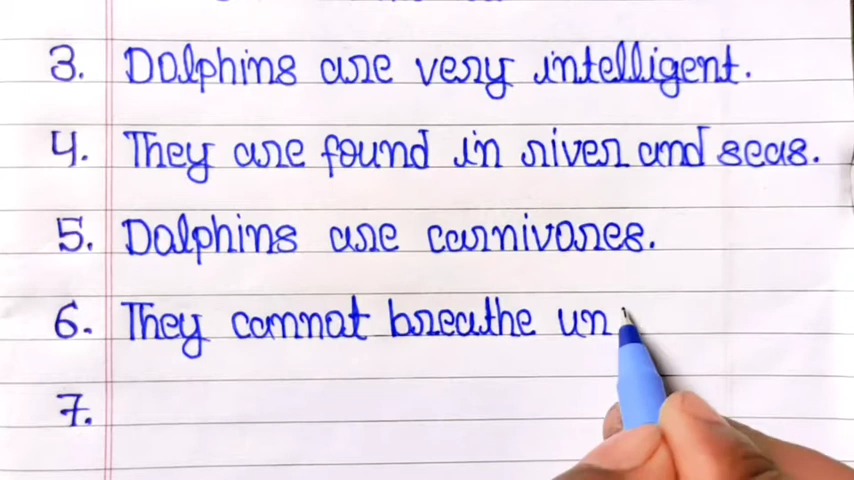 3. Dolphins are very intelligent.
4. They are found in river and seas.
5. Dolphins are carnivores.
6. They cannot breathe un
7.